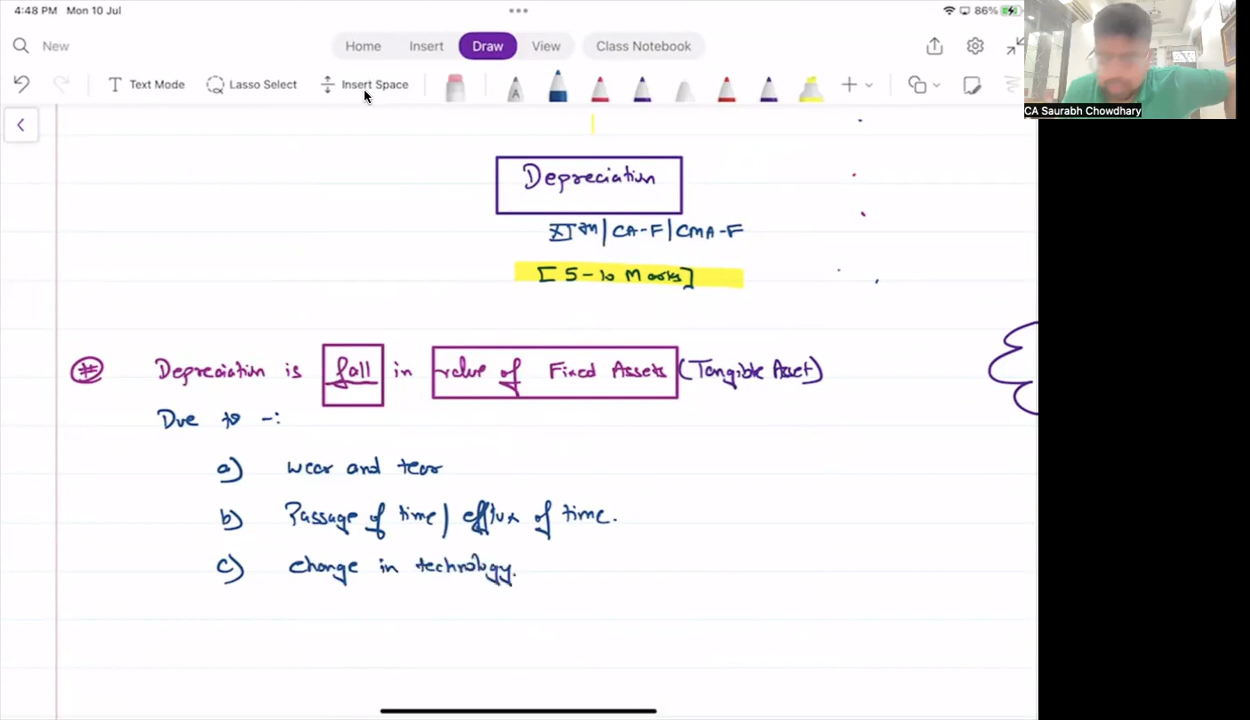 4:48 PM Mon 10 Jul
86%
New
Home Insert Draw View Class Notebook
Text Mode Lasso Select Insert Space
CA Saurabh Chowdhary
Depreciation
XI th | CA-F | CMA-F
[5-10 Marks]
# Depreciation is fall in value of Fixed Assets (Tangible Asset)
Due to -:
a) wear and tear
b) Passage of time / efflux of time.
c) change in technology.